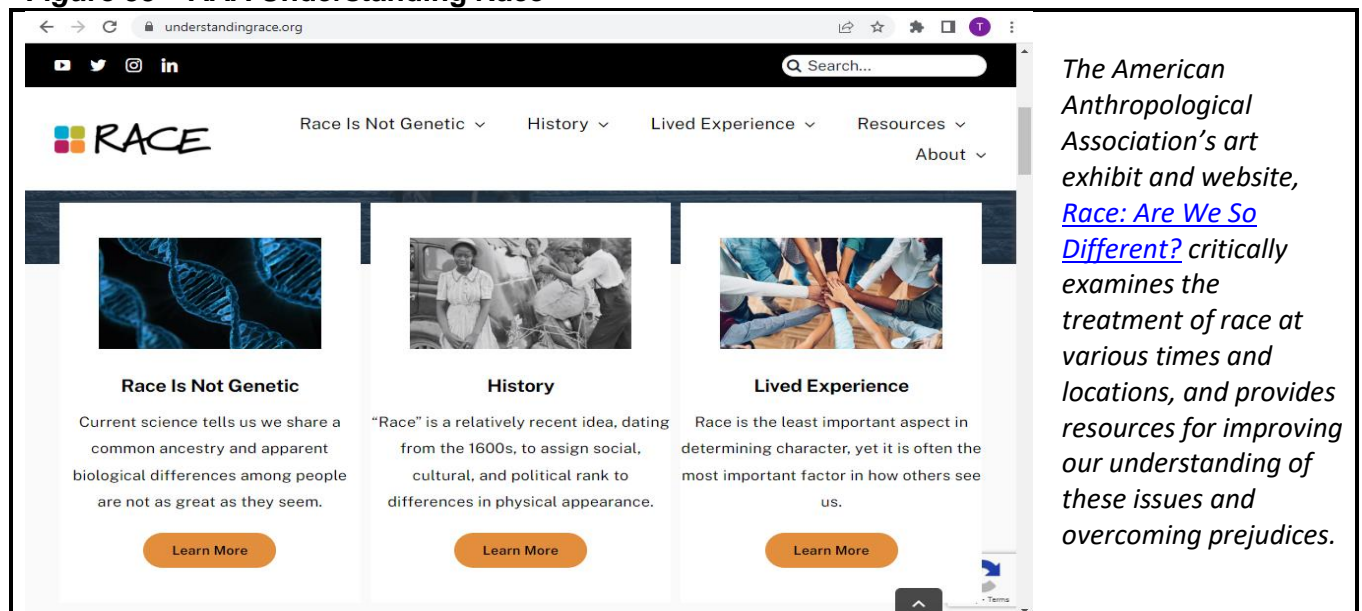 Figure AAA Understanding Race
understandingrace.org
T
in
Search...
RACE
Race Is Not Genetic
History
Lived Experience
Resources
About
Race Is Not Genetic
Current science tells us we share a
common ancestry and apparent
biological differences among people
are not as great as they seem.
Learn More
History
“Race” is a relatively recent idea, dating
from the 1600s, to assign social,
cultural, and political rank to
differences in physical appearance.
Learn More
Lived Experience
Race is the least important aspect in
determining character, yet it is often the
most important factor in how others see
us.
Learn More
- Terms
The American
Anthropological
Association’s art
exhibit and website,
Race: Are We So
Different? critically
examines the
treatment of race at
various times and
locations, and provides
resources for improving
our understanding of
these issues and
overcoming prejudices.